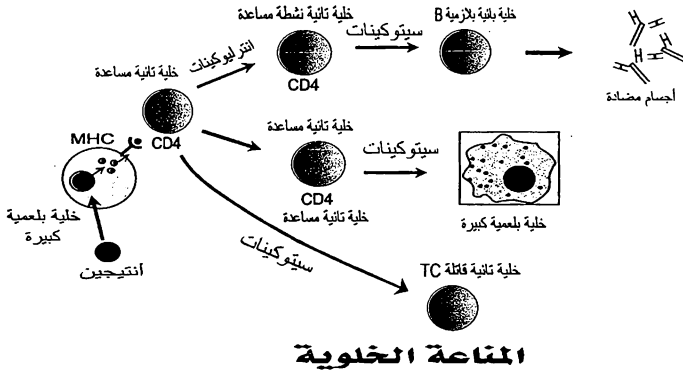 خلية تائية نشطة مساعدة
CD4
انترليوكينات
سيتوكينات
خلية بائية بلازمية B
أجسام مضادة
خلية تائية مساعدة
CD4
MHC
خلية بلعمية
كبيرة
أنتيجين
خلية تائية مساعدة
CD4
خلية تائية مساعدة
سيتوكينات
خلية بلعمية كبيرة
سيتوكينات
خلية تائية قاتلة TC
المناعة الخلوية